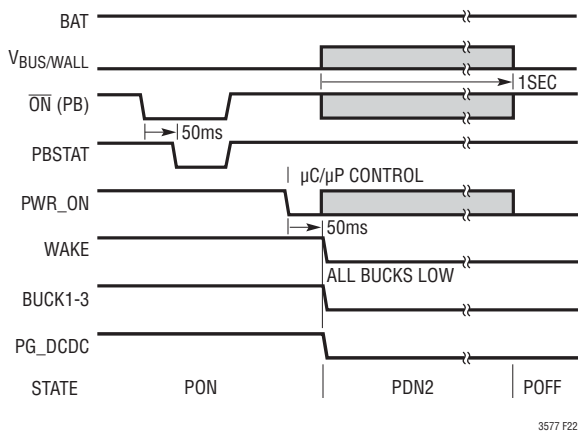 BAT
VBUS/WALL
1SEC
ON (PB)
50ms
PBSTAT
µC/µP CONTROL
PWR_ON
50ms
WAKE
ALL BUCKS LOW
BUCK1-3
PG_DCDC
STATE PON PDN2 POFF
3577 F22